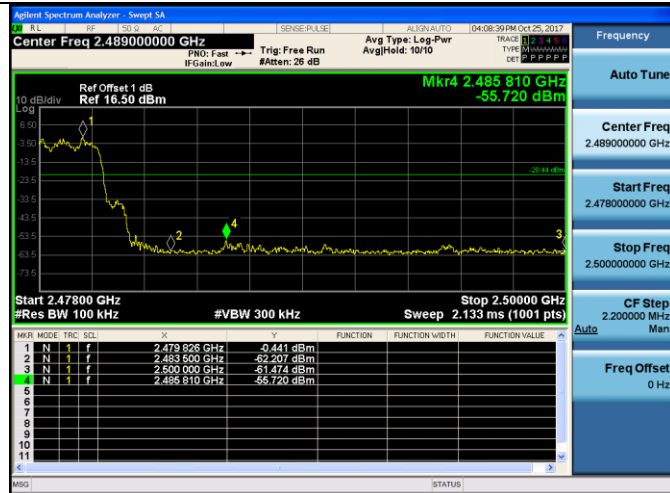 Agilent Spectrum Analyzer - Swept SA
RL RF 50 Ω AC SENSE:PULSE ALIGN AUTO 04:08:39 PM Oct 25, 2017
Center Freq 2.489000000 GHz
PNO: Fast
IFGain:Low
Trig: Free Run
#Atten: 26 dB
Avg Type: Log-Pwr
Avg|Hold: 10/10
TRACE 1 2 3 4 5 6
TYPE M
DET P P P P P P
Frequency
Auto Tune
Center Freq
2.489000000 GHz
Start Freq
2.478000000 GHz
Stop Freq
2.500000000 GHz
CF Step
2.200000 MHz
Auto Man
Freq Offset
0 Hz
Mkr4 2.485 810 GHz
-55.720 dBm
Ref Offset 1 dB
Ref 16.50 dBm
10 dB/div
Log
6.50
-3.50
-13.5
-23.5
-33.5
-43.5
-53.5
-63.5
-73.5
1
2
4
3
-20.44 dBm
Start 2.47800 GHz Stop 2.50000 GHz
#Res BW 100 kHz #VBW 300 kHz Sweep 2.133 ms (1001 pts)
MKR MODE TRC SCL X Y FUNCTION FUNCTION WIDTH FUNCTION VALUE
1 N 1 f 2.479 826 GHz -0.441 dBm
2 N 1 f 2.483 500 GHz -62.207 dBm
3 N 1 f 2.500 000 GHz -61.474 dBm
4 N 1 f 2.485 810 GHz -55.720 dBm
5
6
7
8
9
10
11
MSG STATUS